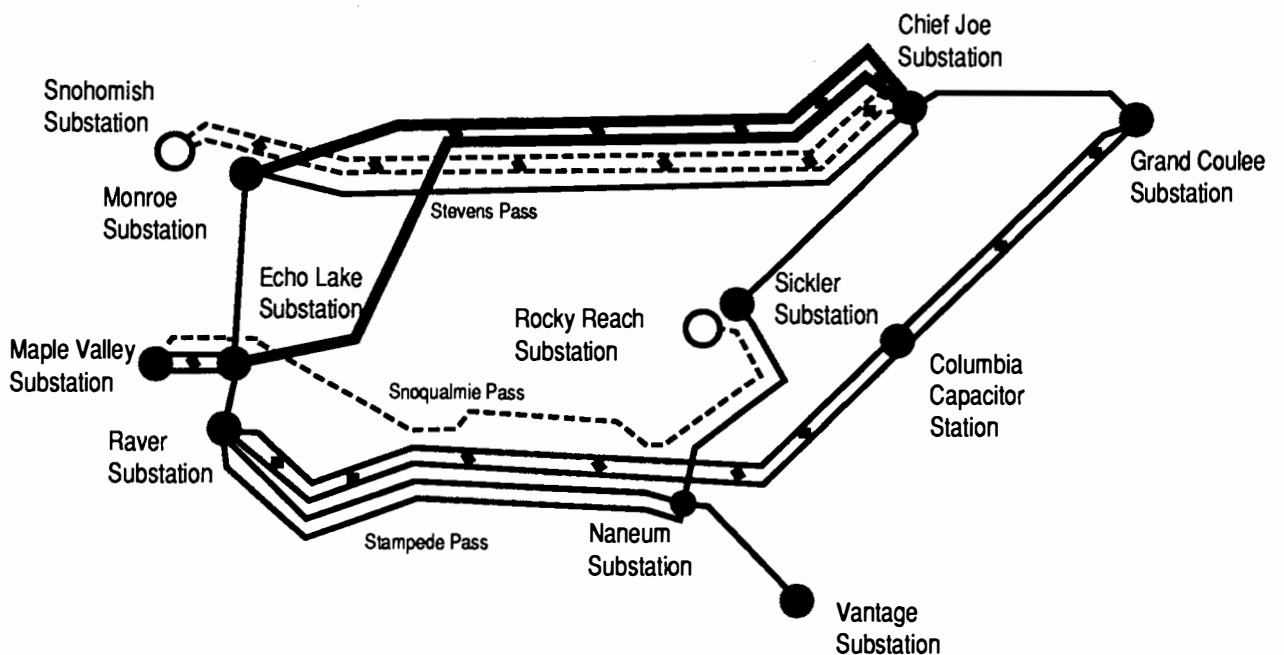 Chief Joe
Substation
Snohomish
Substation
Grand Coulee
Substation
Monroe
Substation
Stevens Pass
Echo Lake
Substation
Sickler
Substation
Rocky Reach
Substation
Maple Valley
Substation
Columbia
Capacitor
Station
Snoqualmie Pass
Raver
Substation
Stampede Pass
Naneum
Substation
Vantage
Substation